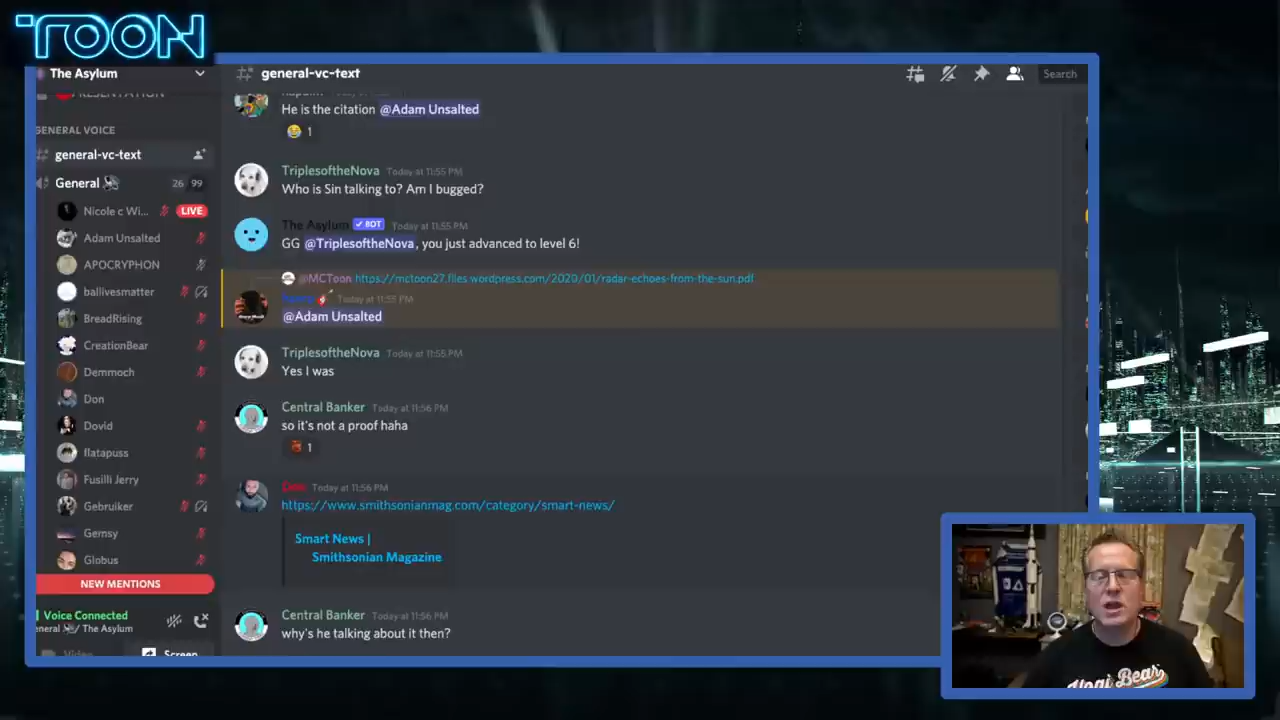 TOON
The Asylum
general-vc-text
Search
PRESENTATION
He is the citation @Adam Unsalted
😂 1
GENERAL VOICE
general-vc-text
General
26 99
Nicole c Wi...
LIVE
Adam Unsalted
APOCRYPHON
ballivesmatter
BreadRising
CreationBear
Demmoch
Don
Dovid
flatapuss
Fusilli Jerry
Gebruiker
Gemsy
Globus
NEW MENTIONS
Voice Connected
eneral / The Asylum
Video
Screen
TriplesoftheNova Today at 11:55 PM
Who is Sin talking to? Am I bugged?
The Asylum ✓ BOT Today at 11:55 PM
GG @TriplesoftheNova, you just advanced to level 6!
@MCToon https://mctoon27.files.wordpress.com/2020/01/radar-echoes-from-the-sun.pdf
Today at 11:55 PM
@Adam Unsalted
TriplesoftheNova Today at 11:55 PM
Yes I was
Central Banker Today at 11:56 PM
so it's not a proof haha
1
Don Today at 11:56 PM
https://www.smithsonianmag.com/category/smart-news/
Smart News |
Smithsonian Magazine
Central Banker Today at 11:56 PM
why's he talking about it then?
Yogi Bear